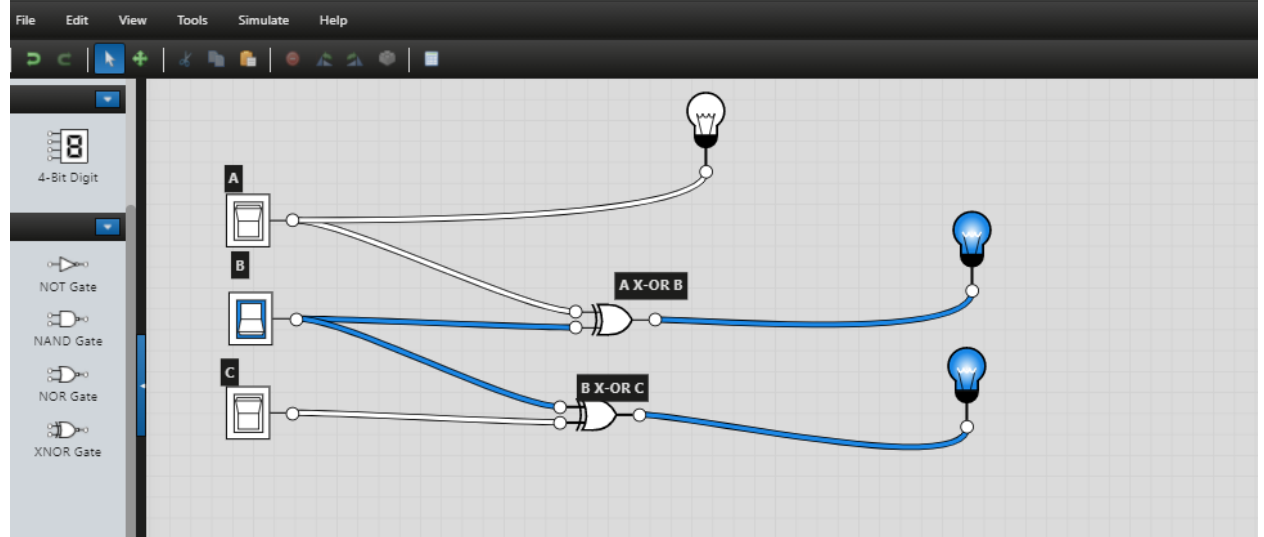 File Edit View Tools Simulate Help
4-Bit Digit
NOT Gate
NAND Gate
NOR Gate
XNOR Gate
A
B
A X-OR B
C
B X-OR C